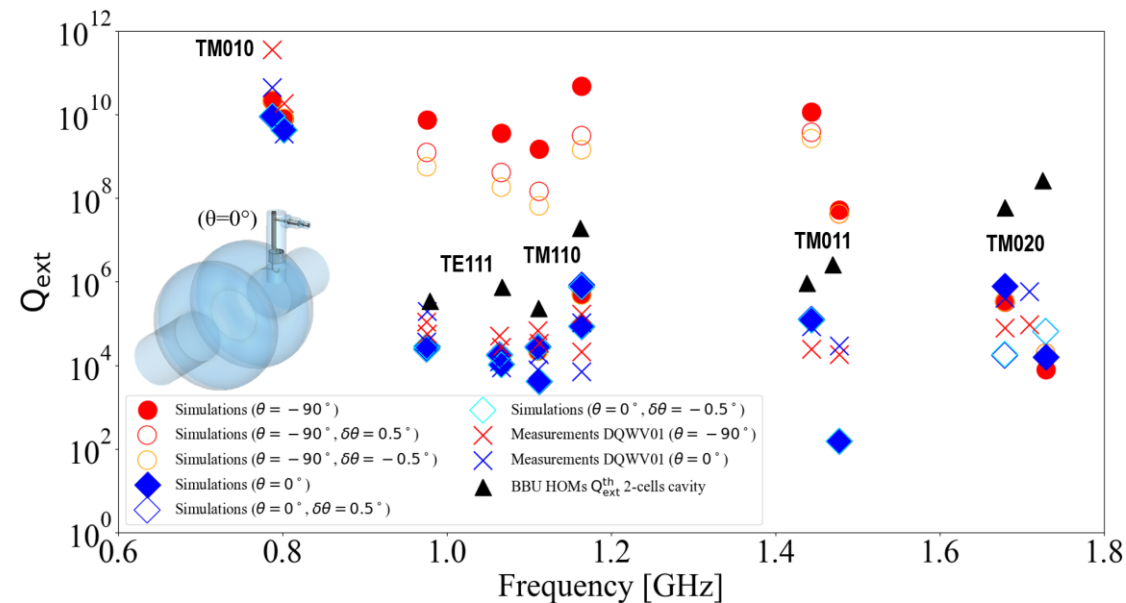 10^12
10^10
10^8
10^6
10^4
10^2
10^0
Q_ext
TM010
(θ=0°)
TE111
TM110
TM011
TM020
Simulations (θ = −90°)
Simulations (θ = −90°, δθ = 0.5°)
Simulations (θ = −90°, δθ = −0.5°)
Simulations (θ = 0°)
Simulations (θ = 0°, δθ = 0.5°)
Simulations (θ = 0°, δθ = −0.5°)
Measurements DQWV01 (θ = −90°)
Measurements DQWV01 (θ = 0°)
BBU HOMs Q_ext^th 2-cells cavity
0.6 0.8 1.0 1.2 1.4 1.6 1.8
Frequency [GHz]